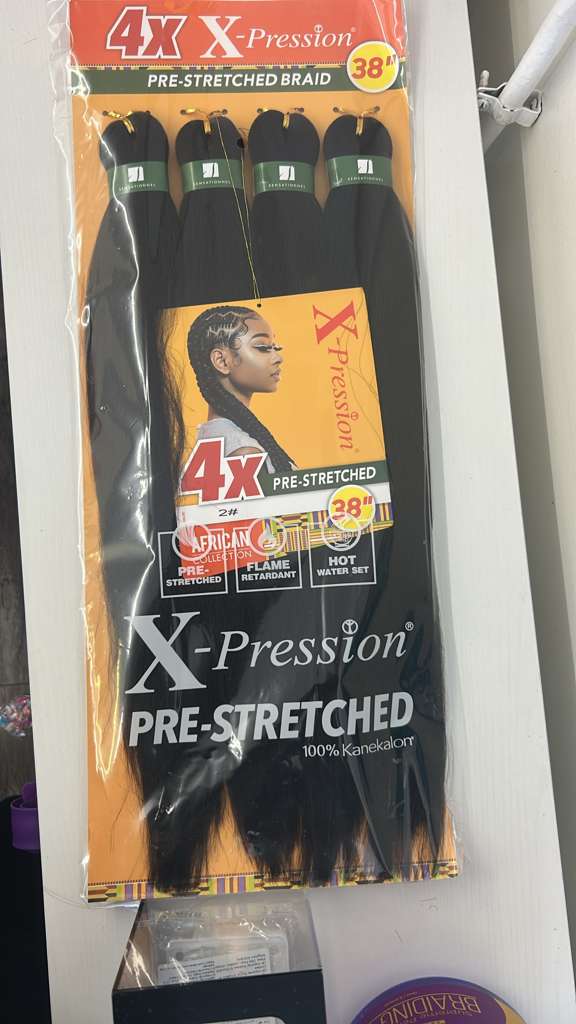 4X X-Pression®
PRE-STRETCHED BRAID 38"
SENSATIONNEL SENSATIONNEL SENSATIONNEL SENSATIONNEL
X-Pression
4X PRE-STRETCHED
2# 38"
AFRICAN
COLLECTION
PRE-
STRETCHED
FLAME
RETARDANT
HOT
WATER SET
X-Pression®
PRE-STRETCHED
100% Kanekalon
BRAIDING